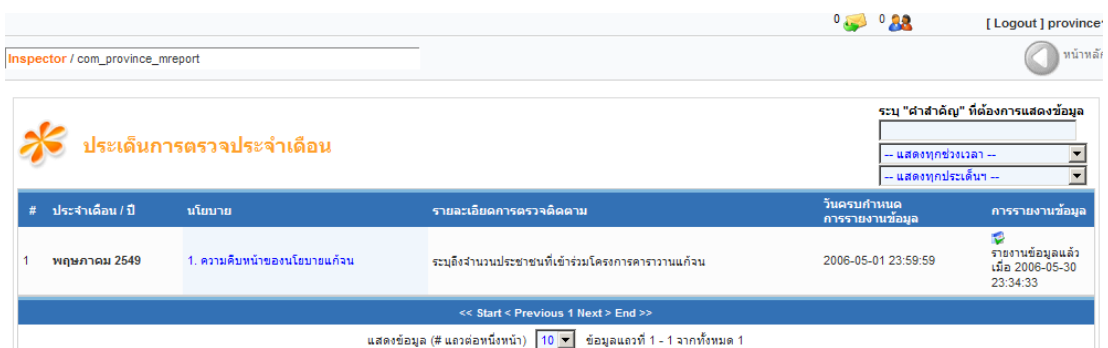 0 0 [ Logout ] province
Inspector / com_province_mreport
หน้าหลัก
ระบุ "คำสำคัญ" ที่ต้องการแสดงข้อมูล
ประเด็นการตรวจประจำเดือน
-- แสดงทุกช่วงเวลา --
-- แสดงทุกประเด็นฯ --
# ประจำเดือน / ปี นโยบาย รายละเอียดการตรวจติดตาม วันครบกำหนด การรายงานข้อมูล การรายงานข้อมูล
1 พฤษภาคม 2549 1. ความคืบหน้าของนโยบายแก้จน ระบุถึงจำนวนประชาชนที่เข้าร่วมโครงการคาราวานแก้จน 2006-05-01 23:59:59 รายงานข้อมูลแล้ว
เมื่อ 2006-05-30
23:34:33
<< Start < Previous 1 Next > End >>
แสดงข้อมูล (# แถวต่อหนึ่งหน้า) 10 ข้อมูลแถวที่ 1 - 1 จากทั้งหมด 1